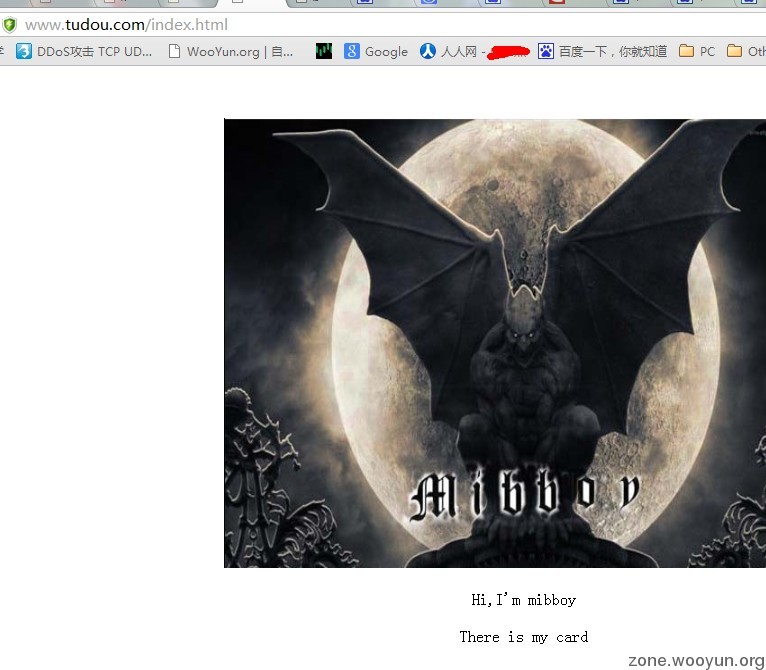 www.tudou.com/index.html
DDoS攻击 TCP UD... WooYun.org | 自... Google 人人网 - 百度一下，你就知道 PC Oth
Mibboy
Hi,I'm mibboy
There is my card
zone.wooyun.org